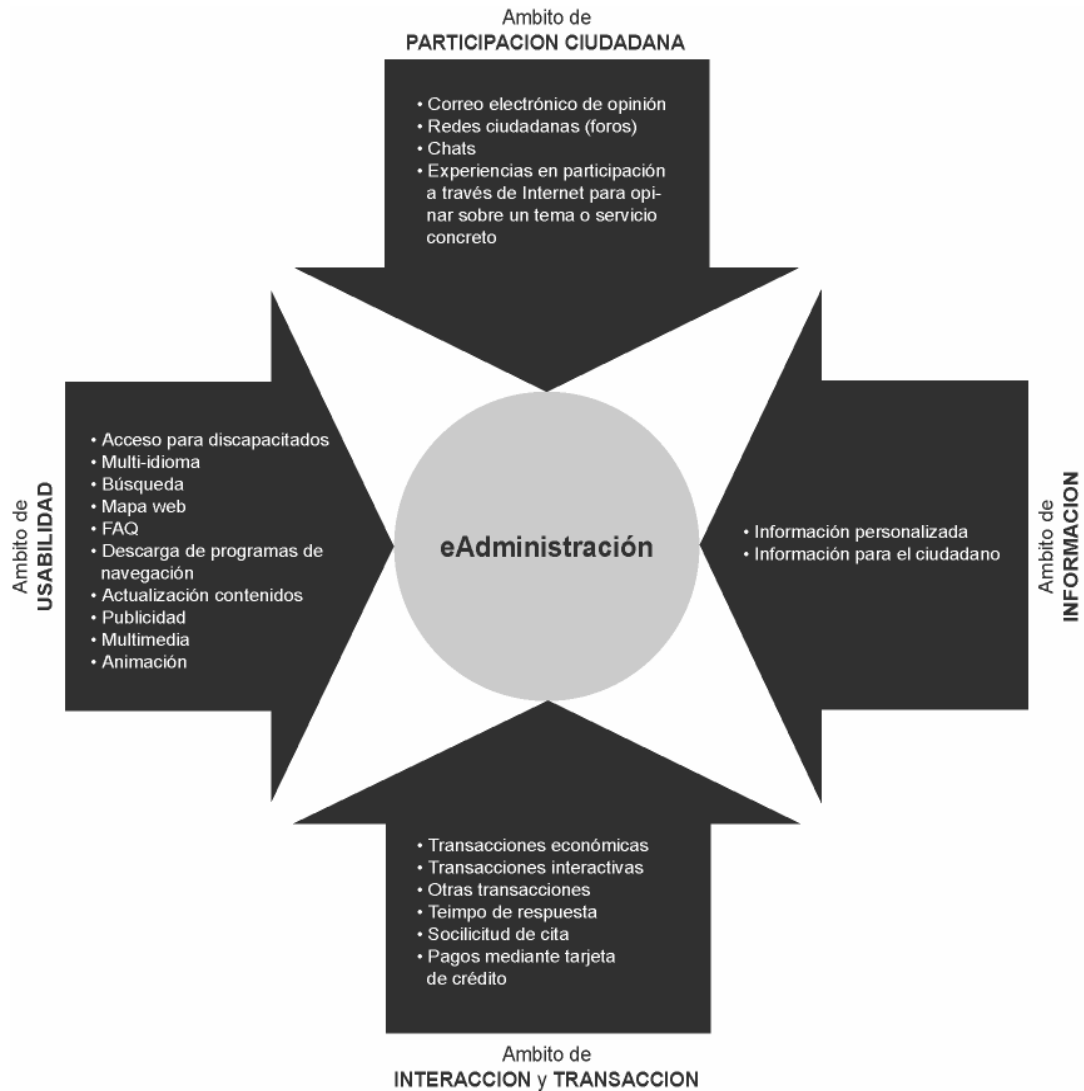 Ambito de
PARTICIPACION CIUDADANA
• Correo electrónico de opinión
• Redes ciudadanas (foros)
• Chats
• Experiencias en participación
a través de Internet para opi-
nar sobre un tema o servicio
concreto
Ambito de
USABILIDAD
• Acceso para discapacitados
• Multi-idioma
• Búsqueda
• Mapa web
• FAQ
• Descarga de programas de
navegación
• Actualización contenidos
• Publicidad
• Multimedia
• Animación
eAdministración
• Información personalizada
• Información para el ciudadano
Ambito de
INFORMACION
• Transacciones económicas
• Transacciones interactivas
• Otras transacciones
• Teimpo de respuesta
• Socilicitud de cita
• Pagos mediante tarjeta
de crédito
Ambito de
INTERACCION y TRANSACCION